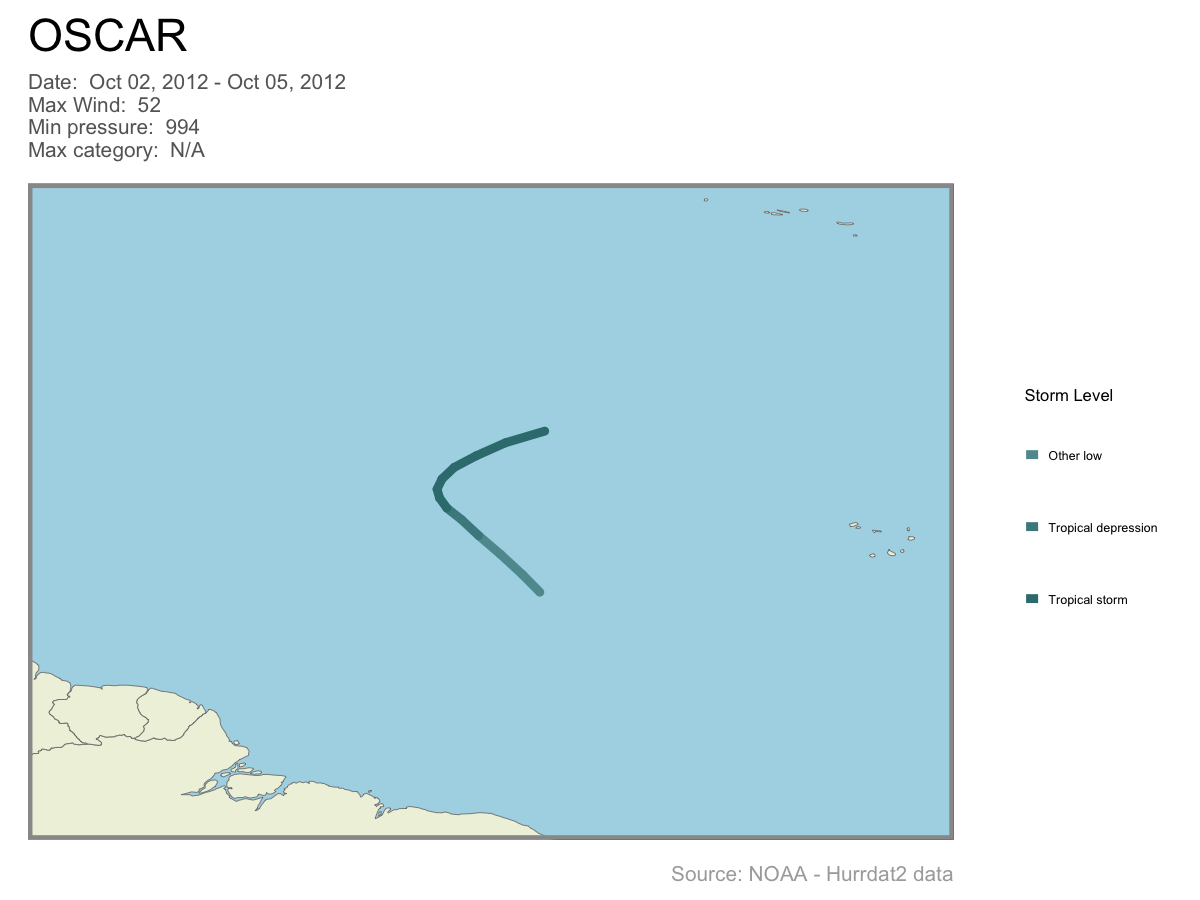 OSCAR
Date:  Oct 02, 2012 - Oct 05, 2012
Max Wind:  52
Min pressure:  994
Max category:  N/A
Storm Level
Other low
Tropical depression
Tropical storm
Source: NOAA - Hurrdat2 data